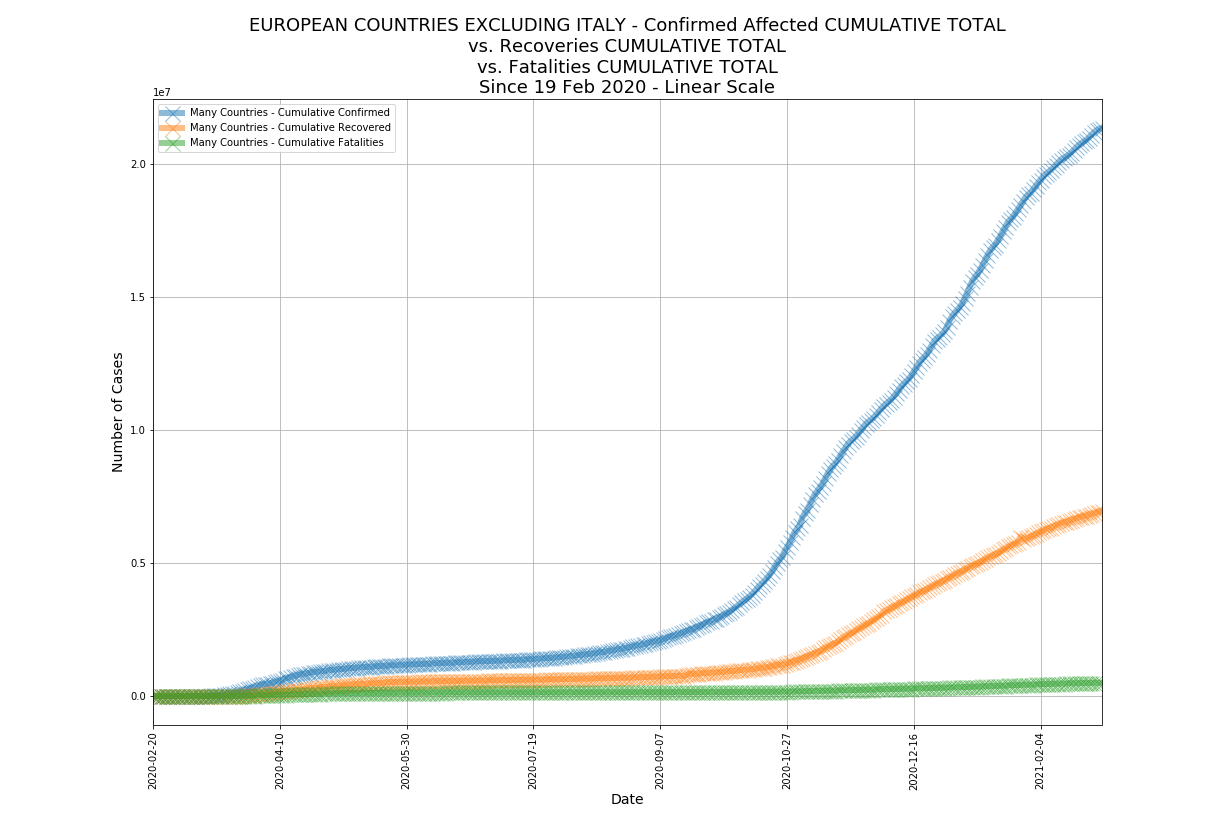 EUROPEAN COUNTRIES EXCLUDING ITALY - Confirmed Affected CUMULATIVE TOTAL
vs. Recoveries CUMULATIVE TOTAL
vs. Fatalities CUMULATIVE TOTAL
Since 19 Feb 2020 - Linear Scale
1e7
Many Countries - Cumulative Confirmed
Many Countries - Cumulative Recovered
Many Countries - Cumulative Fatalities
2.0
1.5
1.0
0.5
0.0
Number of Cases
2020-02-20
2020-04-10
2020-05-30
2020-07-19
2020-09-07
2020-10-27
2020-12-16
2021-02-04
Date